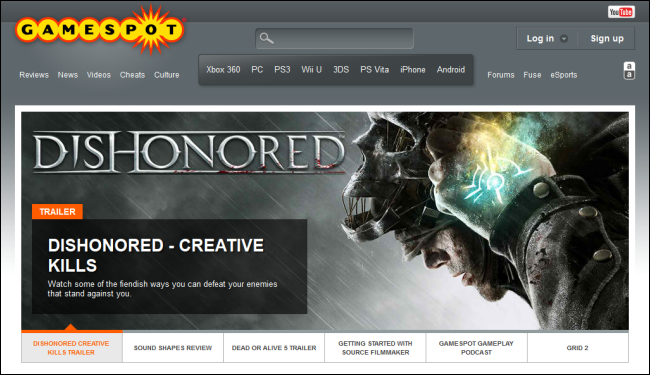 GAMESPOT
You Tube
Log in
Sign up
Reviews News Videos Cheats Culture
Xbox 360 PC PS3 Wii U 3DS PS Vita iPhone Android
Forums Fuse eSports
a
a
DISHONORED
TRAILER
DISHONORED - CREATIVE
KILLS
Watch some of the fiendish ways you can defeat your enemies
that stand against you.
DISHONORED CREATIVE
KILLS TRAILER
SOUND SHAPES REVIEW
DEAD OR ALIVE 5 TRAILER
GETTING STARTED WITH
SOURCE FILMMAKER
GAMESPOT GAMEPLAY
PODCAST
GRID 2